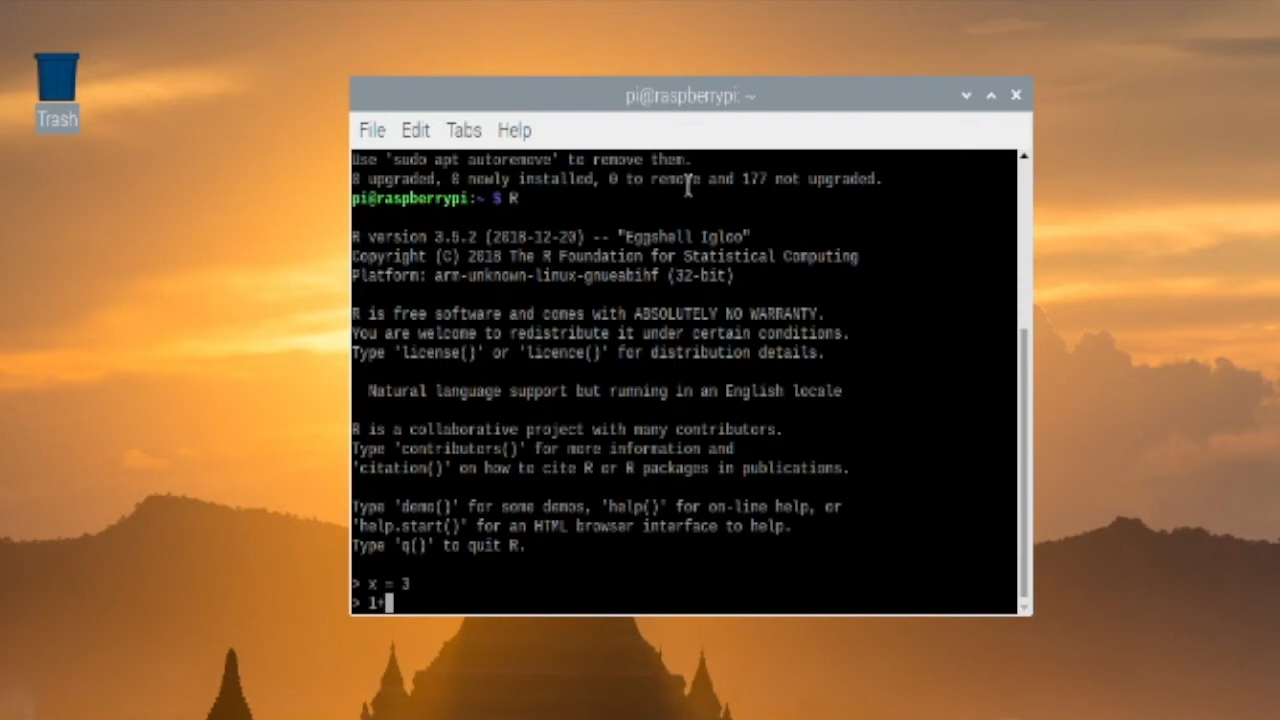 Trash
pi@raspberrypi: ~
File Edit Tabs Help
Use 'sudo apt autoremove' to remove them.
8 upgraded, 8 newly installed, 0 to remove and 177 not upgraded.
pi@raspberrypi:~ $ R
R version 3.5.2 (2018-12-20) -- "Eggshell Igloo"
Copyright (C) 2018 The R Foundation for Statistical Computing
Platform: arm-unknown-linux-gnueabihf (32-bit)
R is free software and comes with ABSOLUTELY NO WARRANTY.
You are welcome to redistribute it under certain conditions.
Type 'license()' or 'licence()' for distribution details.
Natural language support but running in an English locale
R is a collaborative project with many contributors.
Type 'contributors()' for more information and
'citation()' on how to cite R or R packages in publications.
Type 'demo()' for some demos, 'help()' for on-line help, or
'help.start()' for an HTML browser interface to help.
Type 'q()' to quit R.
> x = 3
> 1+